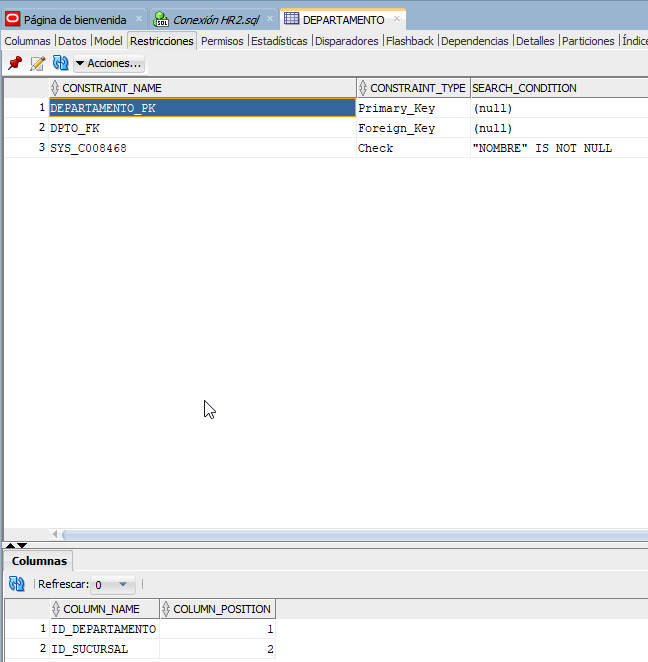 Página de bienvenida Conexión HR2.sql DEPARTAMENTO
Columnas Datos Model Restricciones Permisos Estadísticas Disparadores Flashback Dependencias Detalles Particiones Índice
Acciones...
CONSTRAINT_NAME CONSTRAINT_TYPE SEARCH_CONDITION
1 DEPARTAMENTO_PK Primary_Key (null)
2 DPTO_FK Foreign_Key (null)
3 SYS_C008468 Check "NOMBRE" IS NOT NULL
Columnas
Refrescar: 0
COLUMN_NAME COLUMN_POSITION
1 ID_DEPARTAMENTO 1
2 ID_SUCURSAL 2